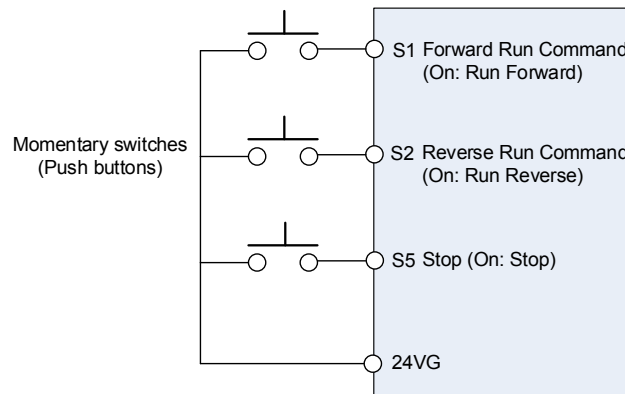 S1 Forward Run Command
(On: Run Forward)
Momentary switches
(Push buttons)
S2 Reverse Run Command
(On: Run Reverse)
S5 Stop (On: Stop)
24VG